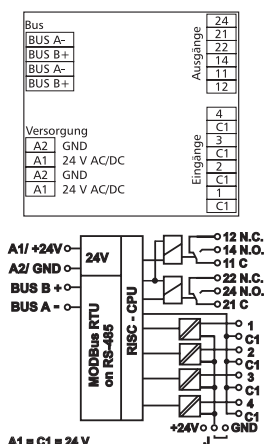 Bus
BUS A-
BUS B+
BUS A-
BUS B+
Versorgung
A2 GND
A1 24 V AC/DC
A2 GND
A1 24 V AC/DC
Ausgänge
24
21
22
14
11
12
Eingänge
4
C1
3
C1
2
C1
1
C1
A1/ +24V
A2/ GND
BUS B +
BUS A -
24V
MODBus RTU
on RS-485
RISC - CPU
12 N.C.
14 N.O.
11 C
22 N.C.
24 N.O.
21 C
1
C1
2
C1
3
C1
4
C1
+24V
GND
A1 = C1 = 24 V